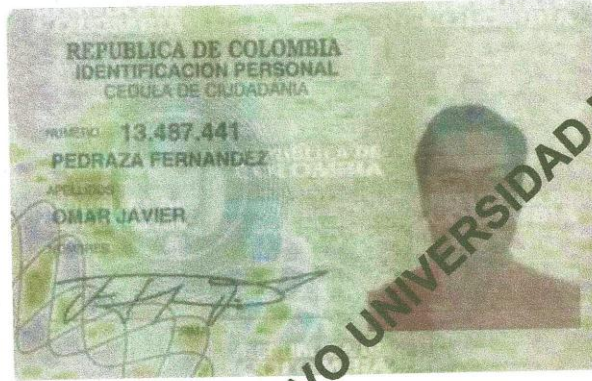 REPUBLICA DE COLOMBIA
IDENTIFICACION PERSONAL
CEDULA DE CIUDADANIA
NUMERO 13.487.441
PEDRAZA FERNANDEZ
APELLIDOS
OMAR JAVIER
NOMBRES
VO UNIVERSIDAD